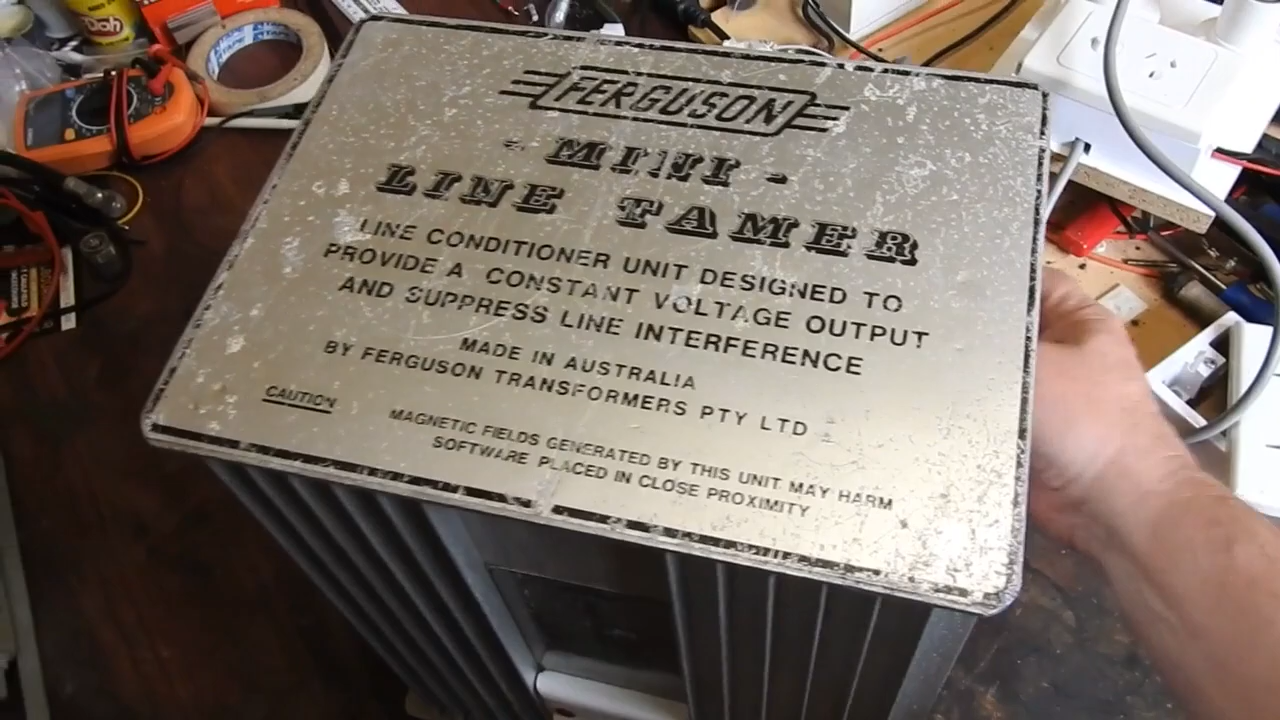 FERGUSON
- MINI -
LINE TAMER
LINE CONDITIONER UNIT DESIGNED TO
PROVIDE A CONSTANT VOLTAGE OUTPUT
AND SUPPRESS LINE INTERFERENCE
MADE IN AUSTRALIA
BY FERGUSON TRANSFORMERS PTY LTD
CAUTION
MAGNETIC FIELDS GENERATED BY THIS UNIT MAY HARM
SOFTWARE PLACED IN CLOSE PROXIMITY
Doh
TAPE